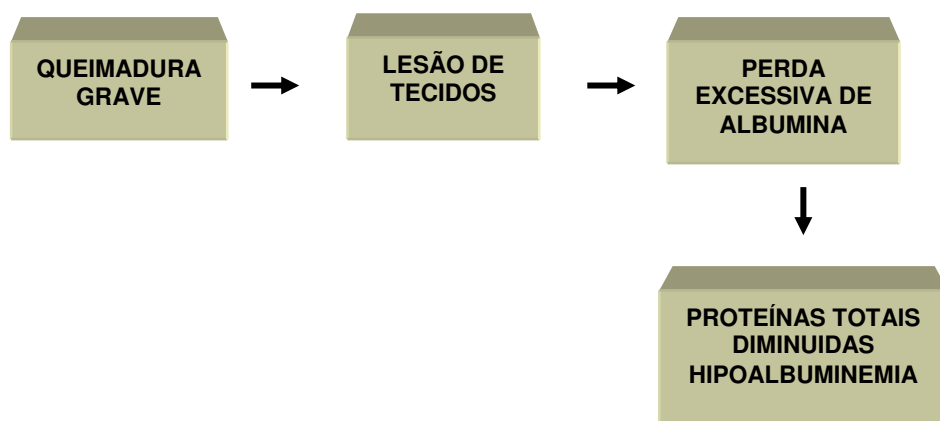 QUEIMADURA
GRAVE
LESÃO DE
TECIDOS
PERDA
EXCESSIVA DE
ALBUMINA
PROTEÍNAS TOTAIS
DIMINUIDAS
HIPOALBUMINEMIA